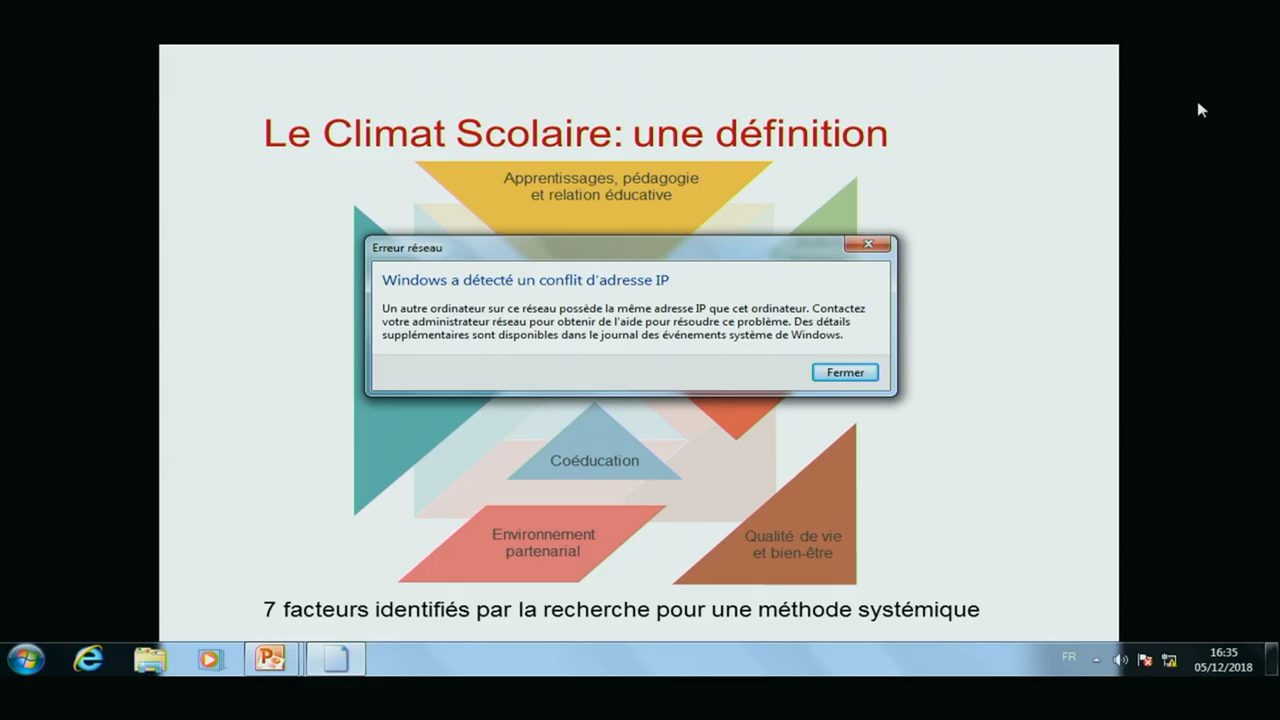 Le Climat Scolaire: une définition
Apprentissages, pédagogie
et relation éducative
Erreur réseau
Windows a détecté un conflit d'adresse IP
Un autre ordinateur sur ce réseau possède la même adresse IP que cet ordinateur. Contactez
votre administrateur réseau pour obtenir de l'aide pour résoudre ce problème. Des détails
supplémentaires sont disponibles dans le journal des événements système de Windows.
Fermer
Coéducation
Environnement
partenarial
Qualité de vie
et bien-être
7 facteurs identifiés par la recherche pour une méthode systémique
FR
16:35
05/12/2018